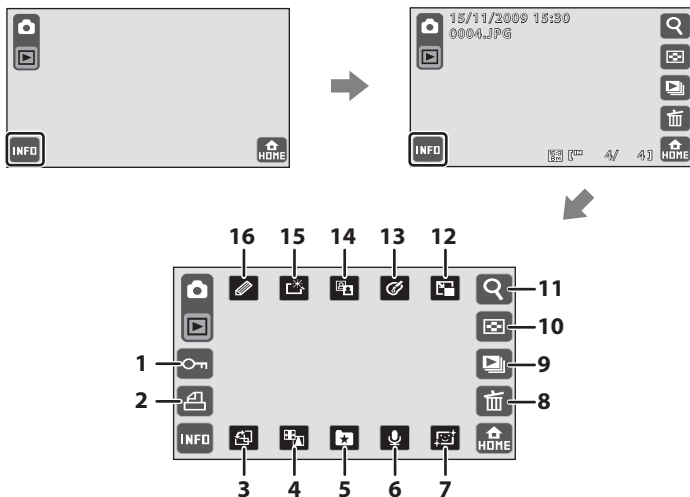 15/11/2009 15:30
0004.JPG
INFO
HOME
INFO
[IN 4/ 4]
HOME
16 15 14 13 12
11
10
1
9
2
8
INFO
HOME
3 4 5 6 7